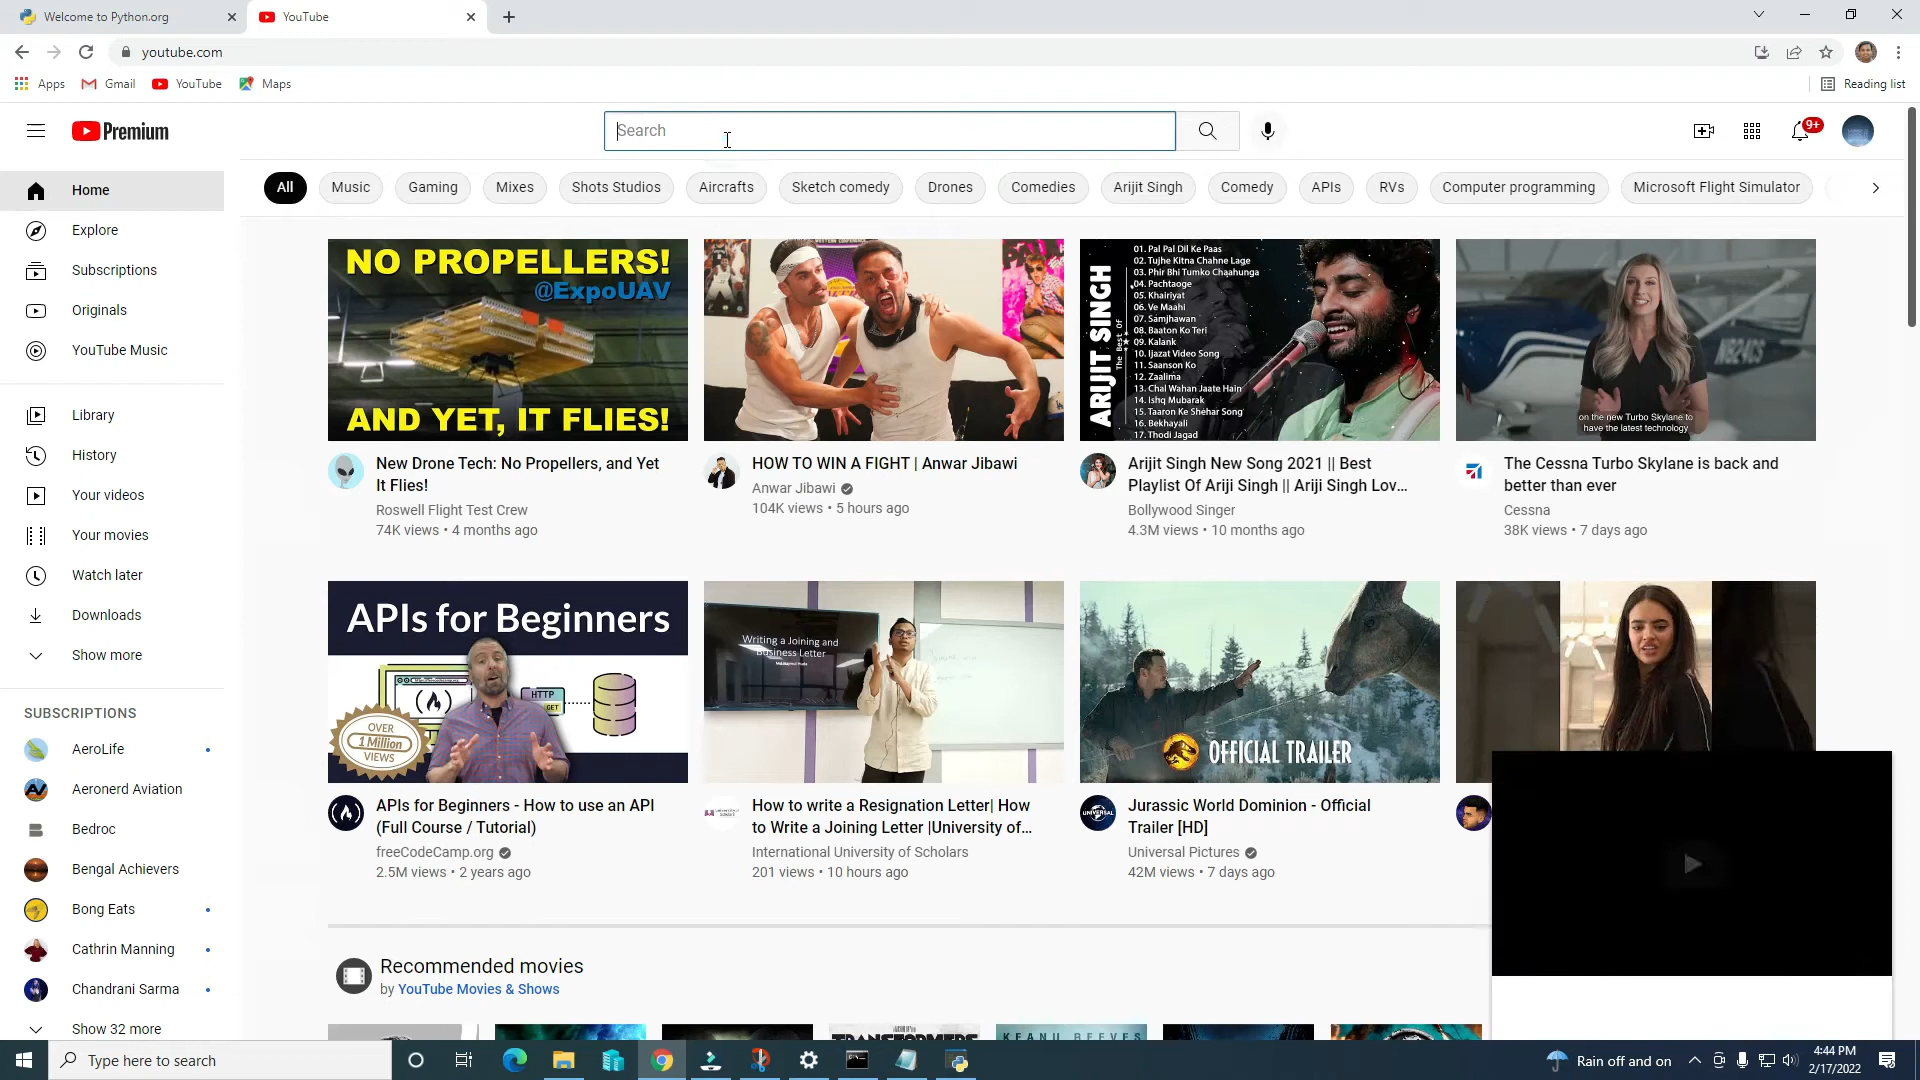 Welcome to Python.org
YouTube
youtube.com
Apps
Gmail
YouTube
Maps
Reading list
Premium
Search
9+
All
Music
Gaming
Mixes
Shots Studios
Aircrafts
Sketch comedy
Drones
Comedies
Arijit Singh
Comedy
APIs
RVs
Computer programming
Microsoft Flight Simulator
Home
Explore
Subscriptions
Originals
YouTube Music
Library
History
Your videos
Your movies
Watch later
Downloads
Show more
SUBSCRIPTIONS
AeroLife
Aeronerd Aviation
Bedroc
Bengal Achievers
Bong Eats
Cathrin Manning
Chandrani Sarma
Show 32 more
NO PROPELLERS!
@ExpoUAV
AND YET, IT FLIES!
New Drone Tech: No Propellers, and Yet
It Flies!
Roswell Flight Test Crew
74K views • 4 months ago
HOW TO WIN A FIGHT | Anwar Jibawi
Anwar Jibawi
104K views • 5 hours ago
ARIJIT SINGH
The Best of
01. Pal Pal Dil Ke Paas
02. Tujhe Kitna Chahne Lage
03. Phir Bhi Tumko Chaahunga
04. Pachtaoge
05. Khairiyat
06. Ve Maahi
07. Samjhawan
08. Baaton Ko Teri
09. Kalank
10. Ijazat Video Song
11. Saanson Ko
12. Zaalima
13. Chal Wahan Jaate Hain
14. Ishq Mubarak
15. Taaron Ke Shehar Song
16. Bekhayali
17. Thodi Jagad
Arijit Singh New Song 2021 || Best
Playlist Of Ariji Singh || Ariji Singh Lov...
Bollywood Singer
4.3M views • 10 months ago
N624CS
on the new Turbo Skylane to
have the latest technology
The Cessna Turbo Skylane is back and
better than ever
Cessna
38K views • 7 days ago
APIs for Beginners
HTTP
GET
OVER
1 Million
VIEWS
APIs for Beginners - How to use an API
(Full Course / Tutorial)
freeCodeCamp.org
2.5M views • 2 years ago
Writing a Joining and
Business Letter
How to write a Resignation Letter| How
to Write a Joining Letter |University of...
International University of Scholars
201 views • 10 hours ago
OFFICIAL TRAILER
UNIVERSAL
Jurassic World Dominion - Official
Trailer [HD]
Universal Pictures
42M views • 7 days ago
Recommended movies
by YouTube Movies & Shows
TRANSFORMERS
KEANU REEVES
Type here to search
Rain off and on
4:44 PM
2/17/2022